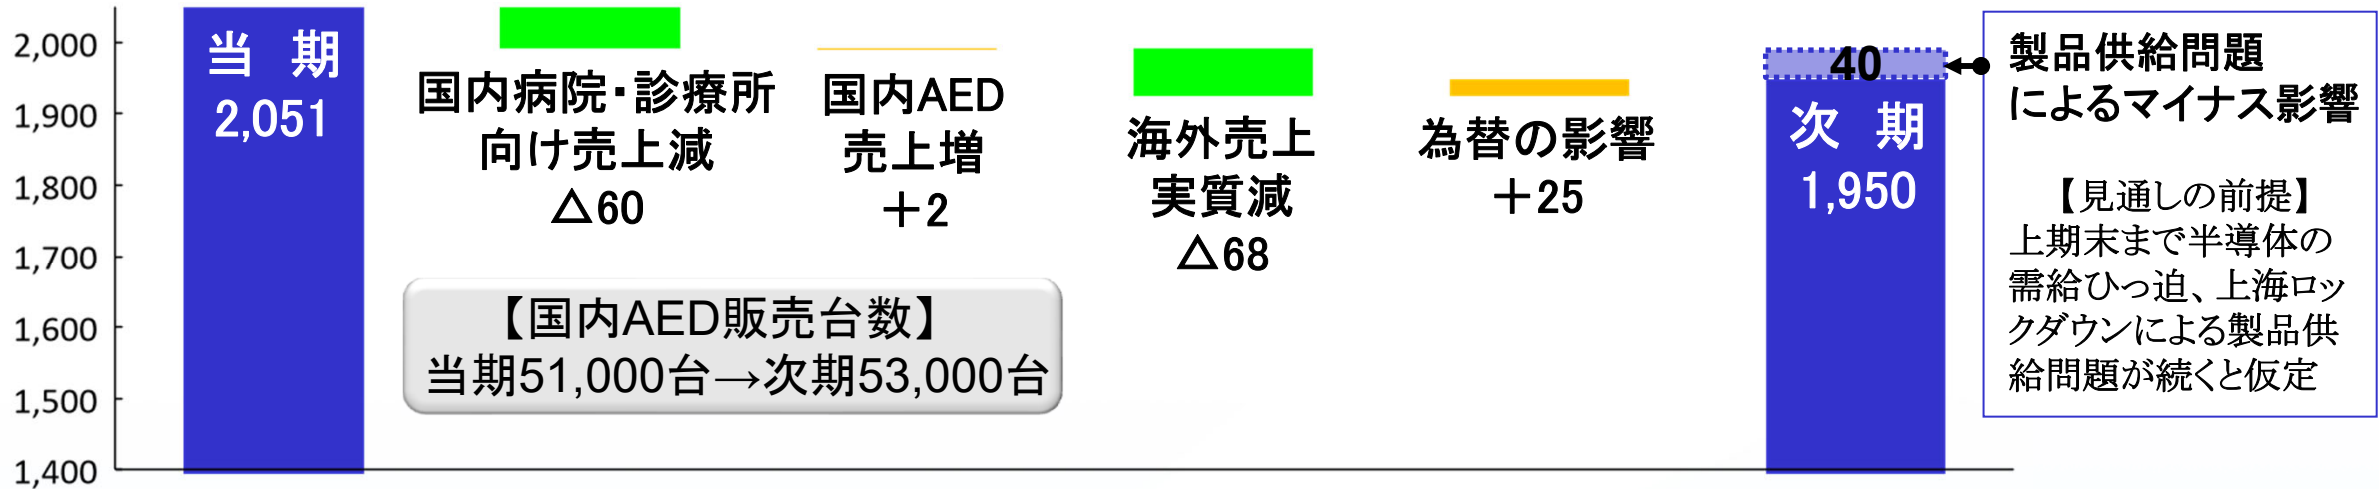 2,000
1,900
1,800
1,700
1,600
1,500
1,400
当 期
2,051
国内病院・診療所
向け売上減
△60
国内AED
売上増
＋2
海外売上
実質減
△68
為替の影響
＋25
40
次 期
1,950
【国内AED販売台数】
当期51,000台→次期53,000台
製品供給問題
によるマイナス影響
【見通しの前提】
上期末まで半導体の
需給ひっ迫、上海ロッ
クダウンによる製品供
給問題が続くと仮定